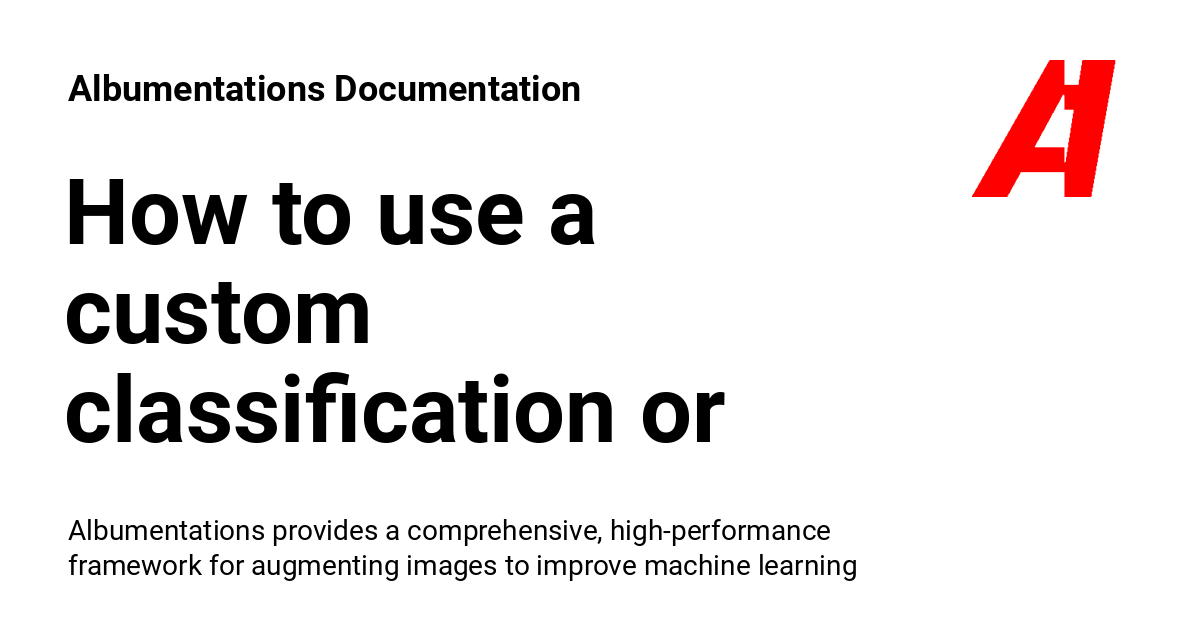 Albumentations Documentation
How to use a
custom
classification or
Albumentations provides a comprehensive, high-performance
framework for augmenting images to improve machine learning